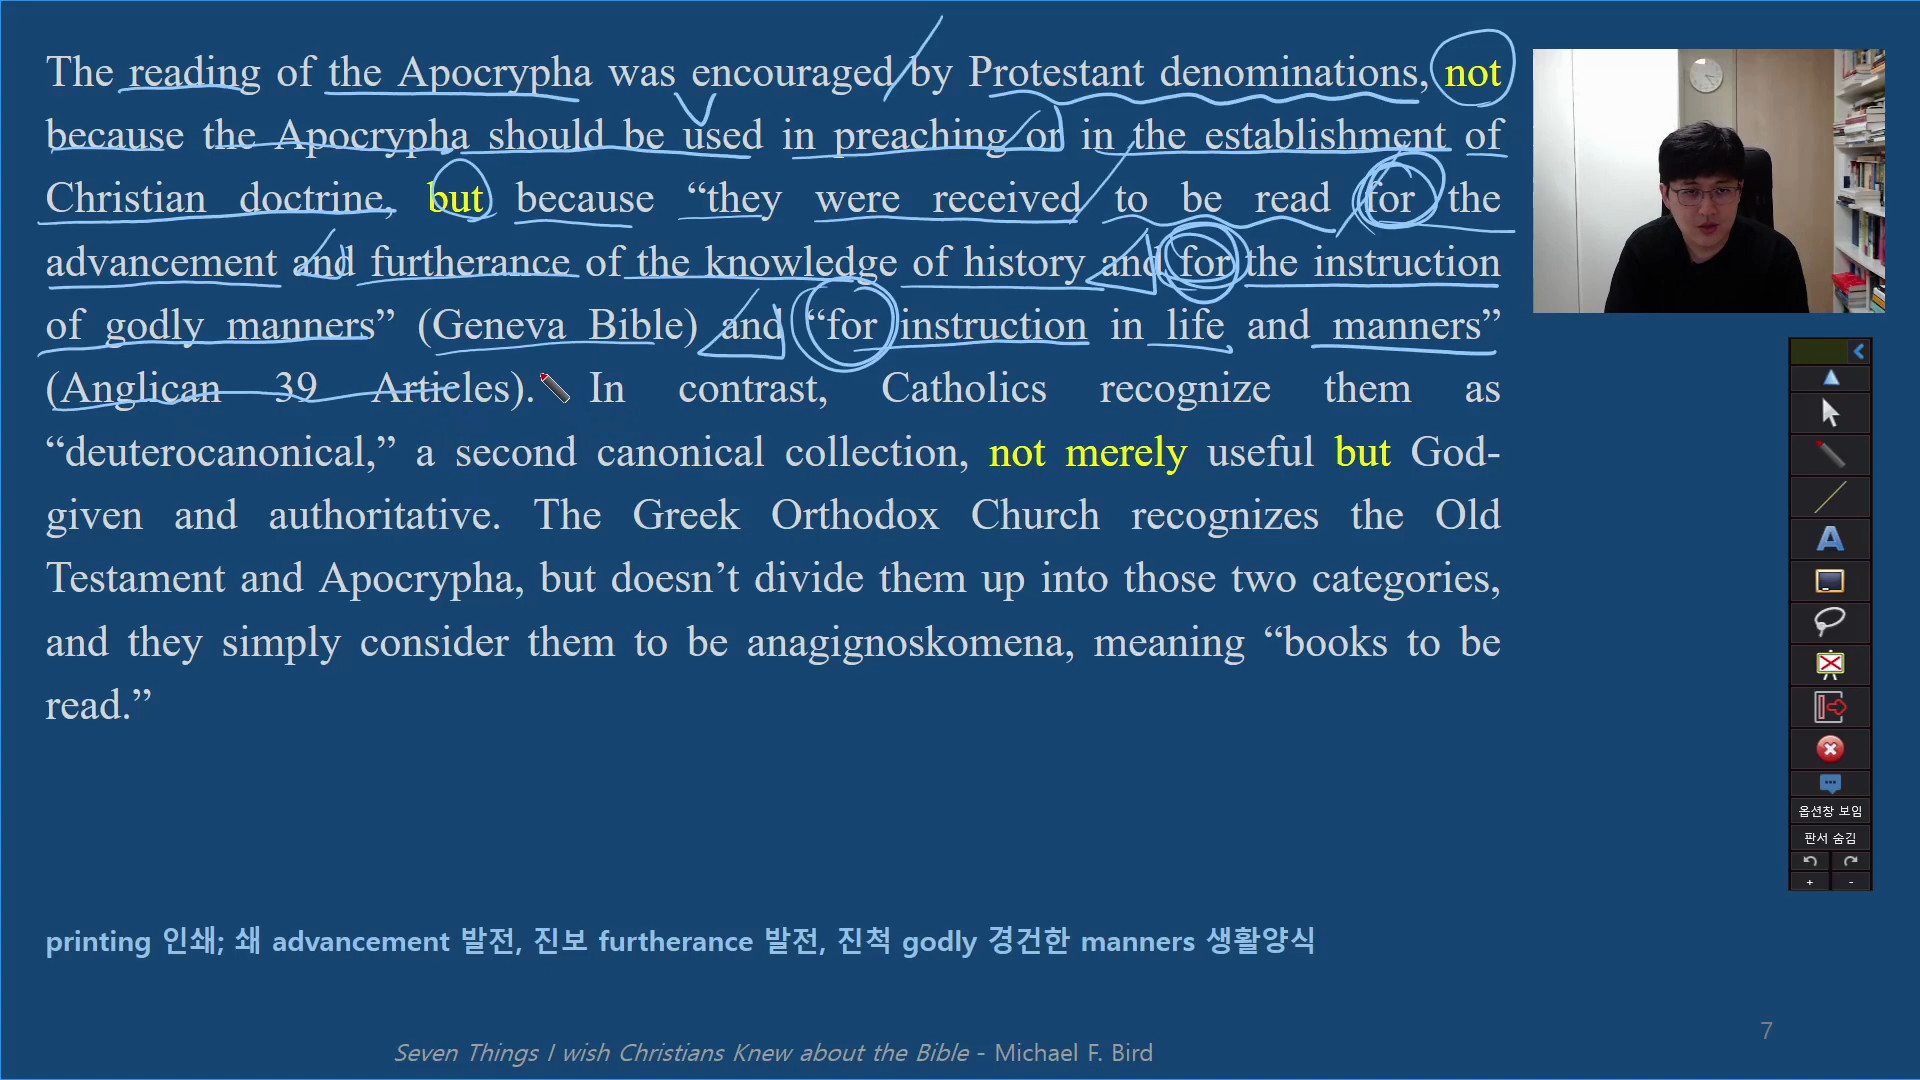 The reading of the Apocrypha was encouraged by Protestant denominations, not
because the Apocrypha should be used in preaching or in the establishment of
Christian doctrine, but because “they were received to be read for the
advancement and furtherance of the knowledge of history and for the instruction
of godly manners” (Geneva Bible) and “for instruction in life and manners”
(Anglican 39 Articles). In contrast, Catholics recognize them as
“deuterocanonical,” a second canonical collection, not merely useful but God-
given and authoritative. The Greek Orthodox Church recognizes the Old
Testament and Apocrypha, but doesn’t divide them up into those two categories,
and they simply consider them to be anagignoskomena, meaning “books to be
read.”
옵션창 보임
판서 숨김
+ -
printing 인쇄; 쇄 advancement 발전, 진보 furtherance 발전, 진척 godly 경건한 manners 생활양식
7
Seven Things I wish Christians Knew about the Bible - Michael F. Bird